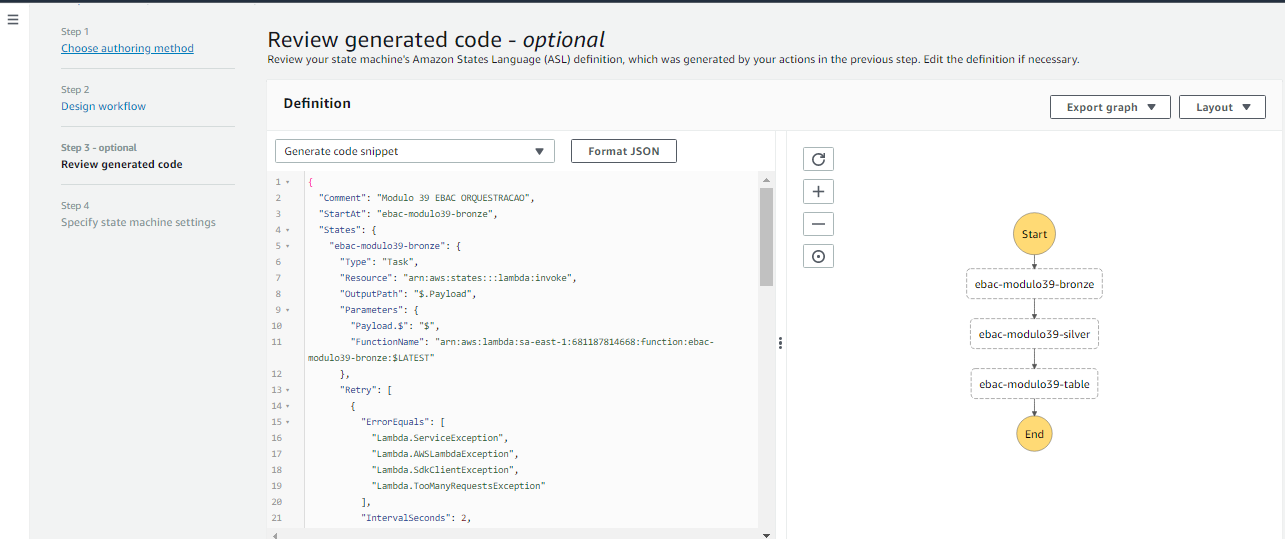 Step 1
Choose authoring method
Step 2
Design workflow
Step 3 - optional
Review generated code
Step 4
Specify state machine settings
Review generated code - optional
Review your state machine's Amazon States Language (ASL) definition, which was generated by your actions in the previous step. Edit the definition if necessary.
Definition
Export graph
Layout
Generate code snippet
Format JSON
1 {
2 "Comment": "Modulo 39 EBAC ORQUESTRACAO",
3 "StartAt": "ebac-modulo39-bronze",
4 "States": {
5 "ebac-modulo39-bronze": {
6 "Type": "Task",
7 "Resource": "arn:aws:states:::lambda:invoke",
8 "OutputPath": "$.Payload",
9 "Parameters": {
10 "Payload.$": "$",
11 "FunctionName": "arn:aws:lambda:sa-east-1:681187814668:function:ebac-
modulo39-bronze:$LATEST"
12 },
13 "Retry": [
14 {
15 "ErrorEquals": [
16 "Lambda.ServiceException",
17 "Lambda.AWSLambdaException",
18 "Lambda.SdkClientException",
19 "Lambda.TooManyRequestsException"
20 ],
21 "IntervalSeconds": 2,
Start
ebac-modulo39-bronze
ebac-modulo39-silver
ebac-modulo39-table
End